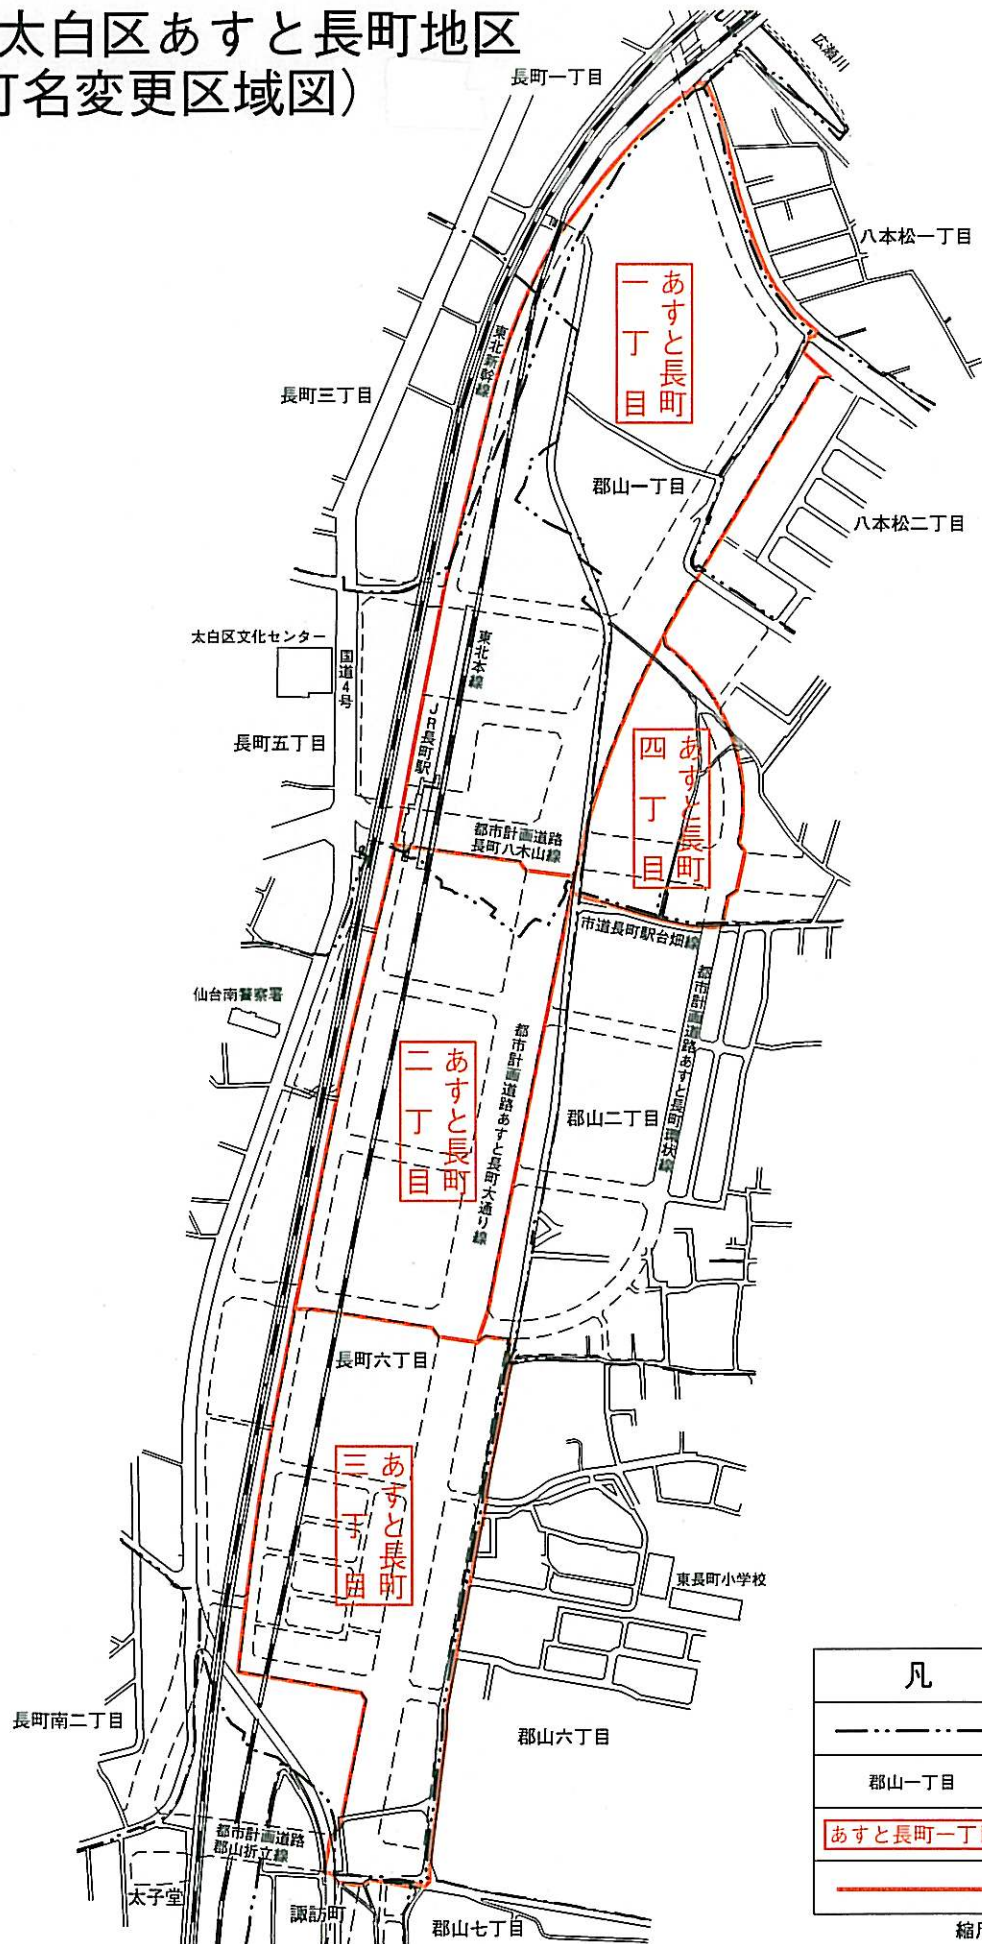 太白区あすと長町地区
町名変更区域図）
長町一丁目
広瀬川
八本松一丁目
あすと長町
一丁目
東北新幹線
長町三丁目
郡山一丁目
八本松二丁目
太白区文化センター
国道4号
東北本線
JR長町駅
長町五丁目
あすと長町
四丁目
都市計画道路
長町八木山線
市道長町駅台畑線
仙台南警察署
都市計画道路あすと長町環状線
都市計画道路あすと長町大通り線
あすと長町
二丁目
郡山二丁目
長町六丁目
あすと長町
三丁目
東長町小学校
凡
長町南二丁目
郡山六丁目
郡山一丁目
あすと長町一丁目
都市計画道路
郡山折立線
太子堂
諏訪町
郡山七丁目
縮尺